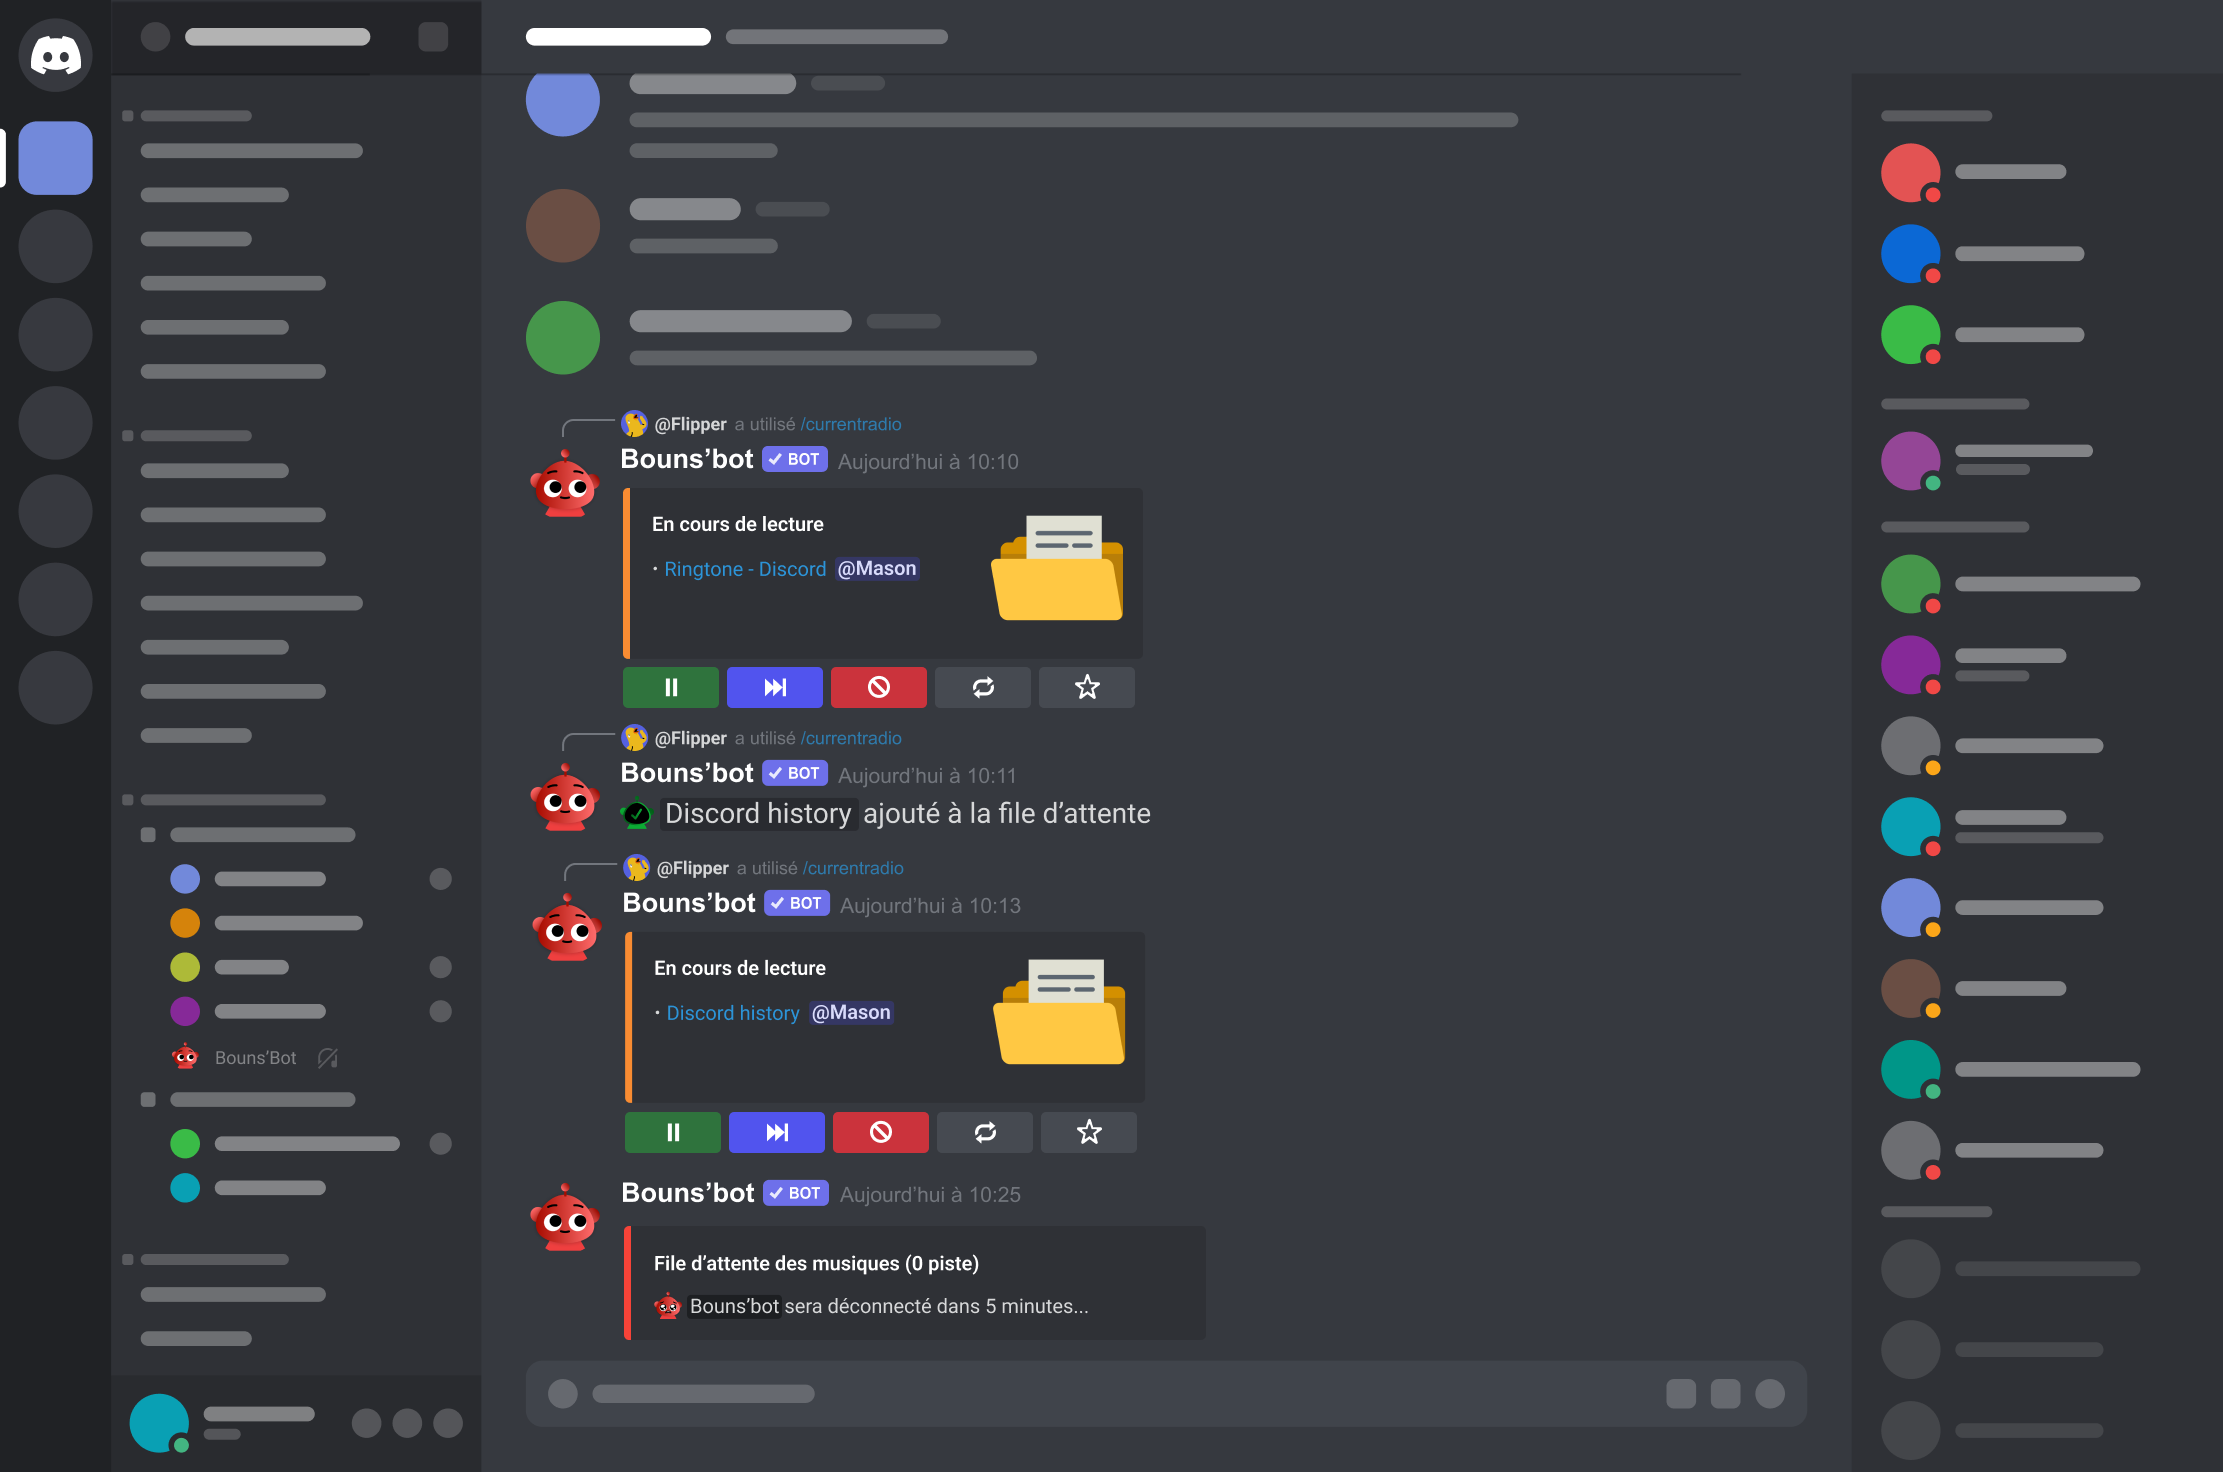 @Flipper a utilisé /currentradio
Bouns’bot BOT Aujourd’hui à 10:10
En cours de lecture
· Ringtone - Discord @Mason
@Flipper a utilisé /currentradio
Bouns’bot BOT Aujourd’hui à 10:11
Discord history ajouté à la file d’attente
@Flipper a utilisé /currentradio
Bouns’bot BOT Aujourd’hui à 10:13
En cours de lecture
· Discord history @Mason
Bouns’Bot
Bouns’bot BOT Aujourd’hui à 10:25
File d’attente des musiques (0 piste)
Bouns’bot sera déconnecté dans 5 minutes...